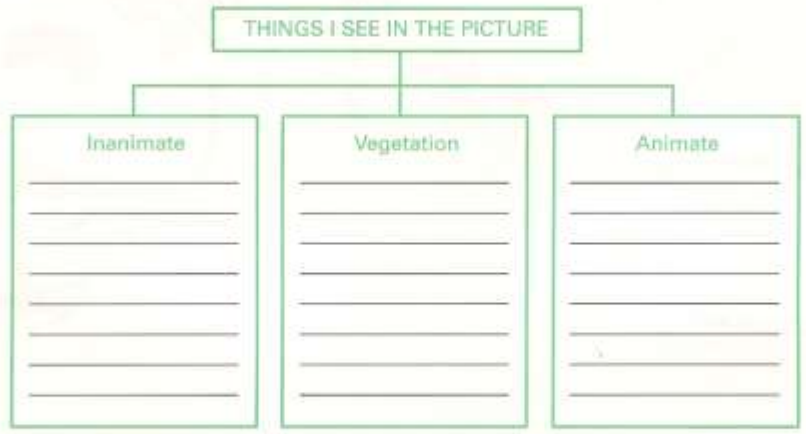 THINGS I SEE IN THE PICTURE
Inanimate
Vegetation
Animate